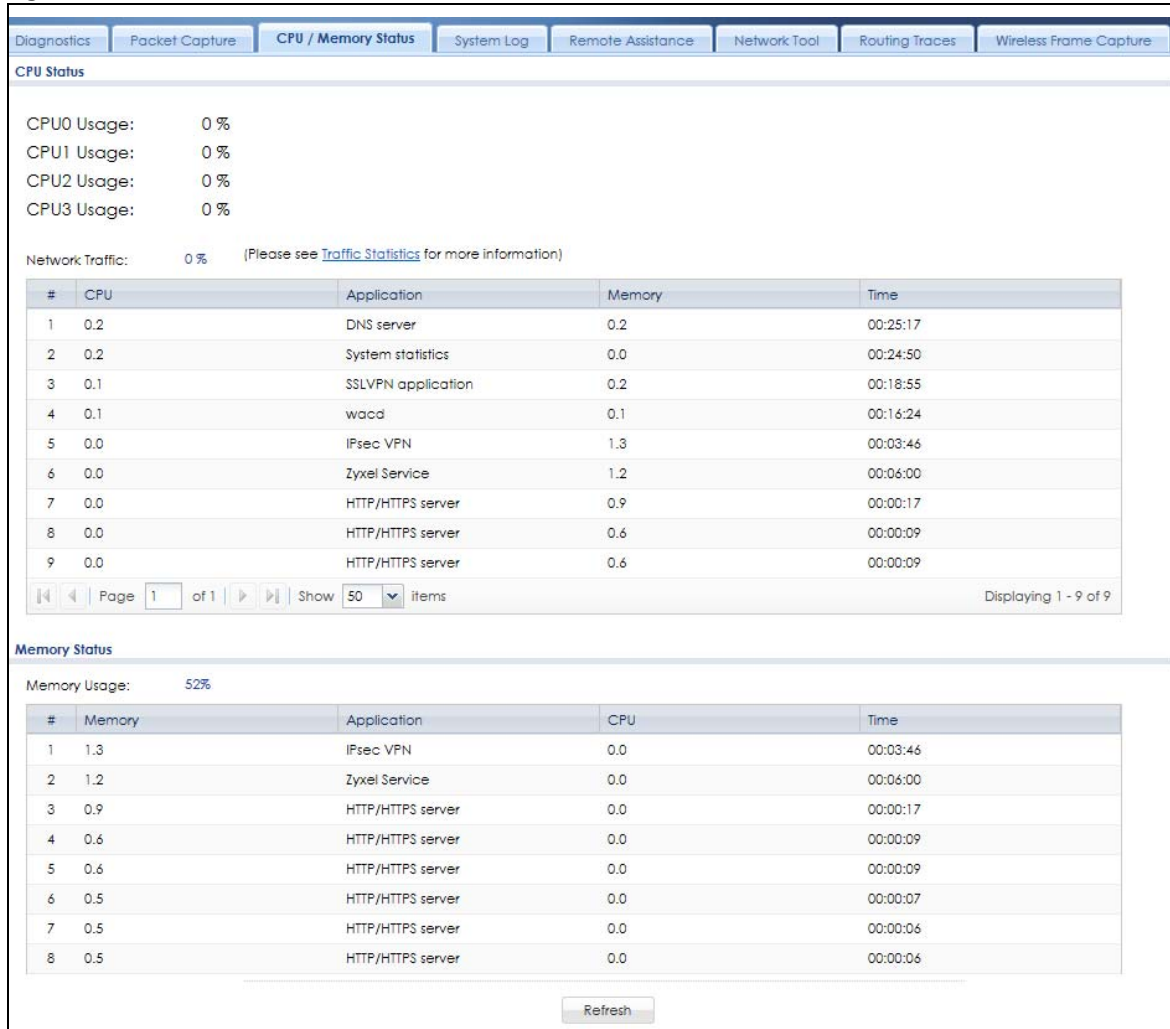 Diagnostics Packet Capture CPU / Memory Status System Log Remote Assistance Network Tool Routing Traces Wireless Frame Capture
CPU Status
CPU0 Usage: 0 %
CPU1 Usage: 0 %
CPU2 Usage: 0 %
CPU3 Usage: 0 %
Network Traffic: 0 % (Please see Traffic Statistics for more information)
# CPU Application Memory Time
1 0.2 DNS server 0.2 00:25:17
2 0.2 System statistics 0.0 00:24:50
3 0.1 SSLVPN application 0.2 00:18:55
4 0.1 wacd 0.1 00:16:24
5 0.0 IPsec VPN 1.3 00:03:46
6 0.0 Zyxel Service 1.2 00:06:00
7 0.0 HTTP/HTTPS server 0.9 00:00:17
8 0.0 HTTP/HTTPS server 0.6 00:00:09
9 0.0 HTTP/HTTPS server 0.6 00:00:09
Page 1 of 1 Show 50 items Displaying 1 - 9 of 9
Memory Status
Memory Usage: 52%
# Memory Application CPU Time
1 1.3 IPsec VPN 0.0 00:03:46
2 1.2 Zyxel Service 0.0 00:06:00
3 0.9 HTTP/HTTPS server 0.0 00:00:17
4 0.6 HTTP/HTTPS server 0.0 00:00:09
5 0.6 HTTP/HTTPS server 0.0 00:00:09
6 0.5 HTTP/HTTPS server 0.0 00:00:07
7 0.5 HTTP/HTTPS server 0.0 00:00:06
8 0.5 HTTP/HTTPS server 0.0 00:00:06
Refresh